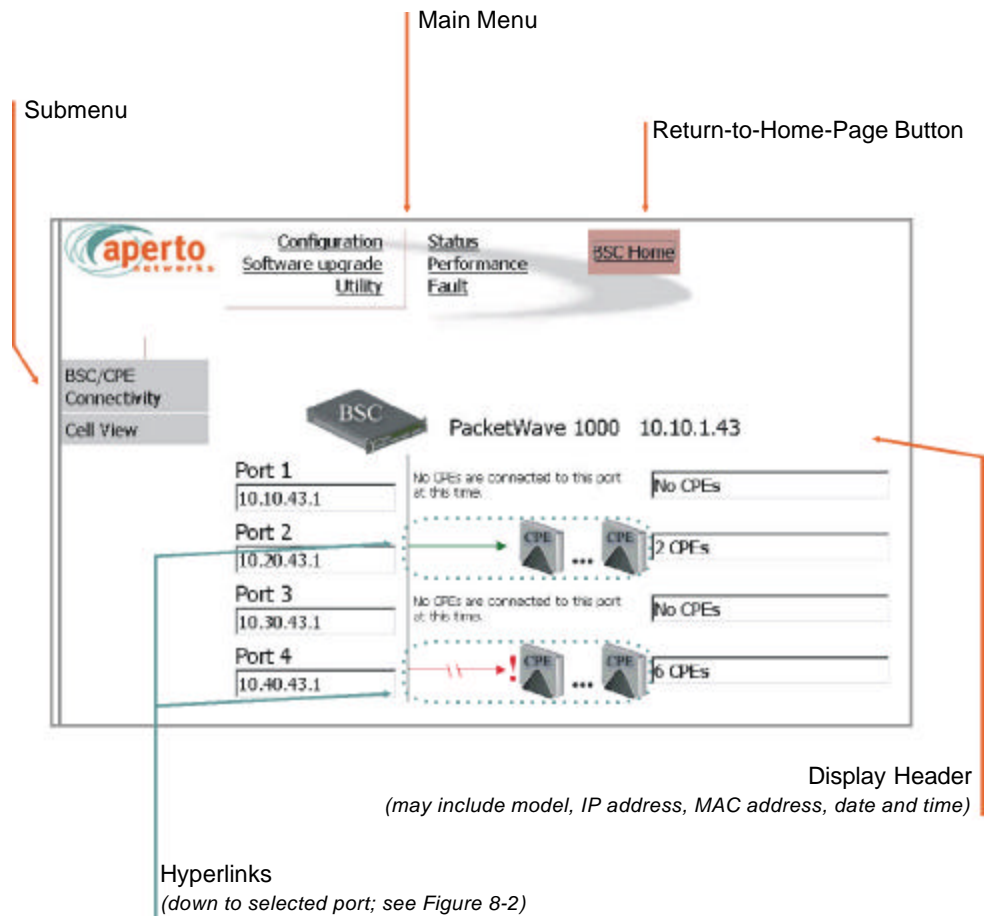 Main Menu
Submenu
Return-to-Home-Page Button
aperto
networks
Configuration
Software upgrade
Utility
Status
Performance
Fault
BSC Home
BSC/CPE
Connectivity
Cell View
BSC
PacketWave 1000 10.10.1.43
Port 1
10.10.43.1
No CPEs are connected to this port
at this time.
No CPEs
Port 2
10.20.43.1
CPE
...
CPE
2 CPEs
Port 3
10.30.43.1
No CPEs are connected to this port
at this time.
No CPEs
Port 4
10.40.43.1
!
CPE
...
CPE
6 CPEs
Display Header
(may include model, IP address, MAC address, date and time)
Hyperlinks
(down to selected port; see Figure 8-2)